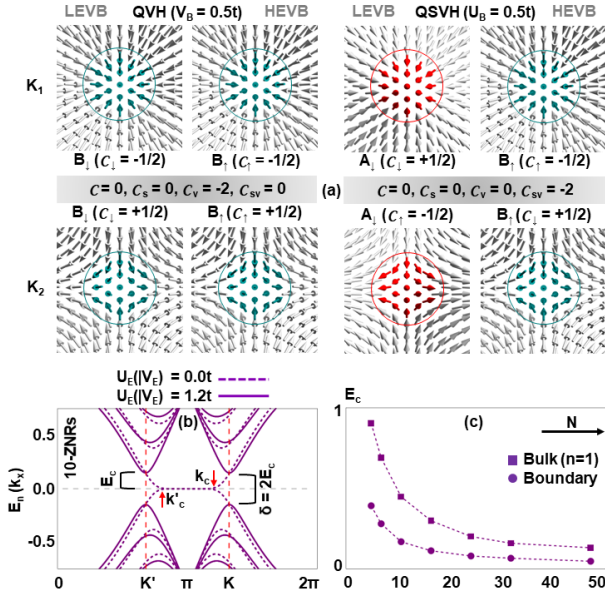 LEVB QVH (V_B = 0.5t) HEVB
LEVB QSVH (U_B = 0.5t) HEVB
K₁
B↓ (C↓ = -1/2) B↑ (C↑ = -1/2)
A↓ (C↓ = +1/2) B↑ (C↑ = -1/2)
C = 0, C_s = 0, C_v = -2, C_sv = 0 (a) C = 0, C_s = 0, C_v = 0, C_sv = -2
B↓ (C↓ = +1/2) B↑ (C↑ = +1/2)
A↓ (C↑ = -1/2) B↑ (C↓ = +1/2)
K₂
U_E(||V_E) = 0.0t
U_E(||V_E) = 1.2t
10-ZNRs
(b)
0.5
0.0
-0.5
E_n (k_x)
E_c
k'_c
k_c
δ = 2E_c
0 K' π K 2π
E_c
1
(c)
N
Bulk (n=1)
Boundary
0
0 10 20 30 40 50